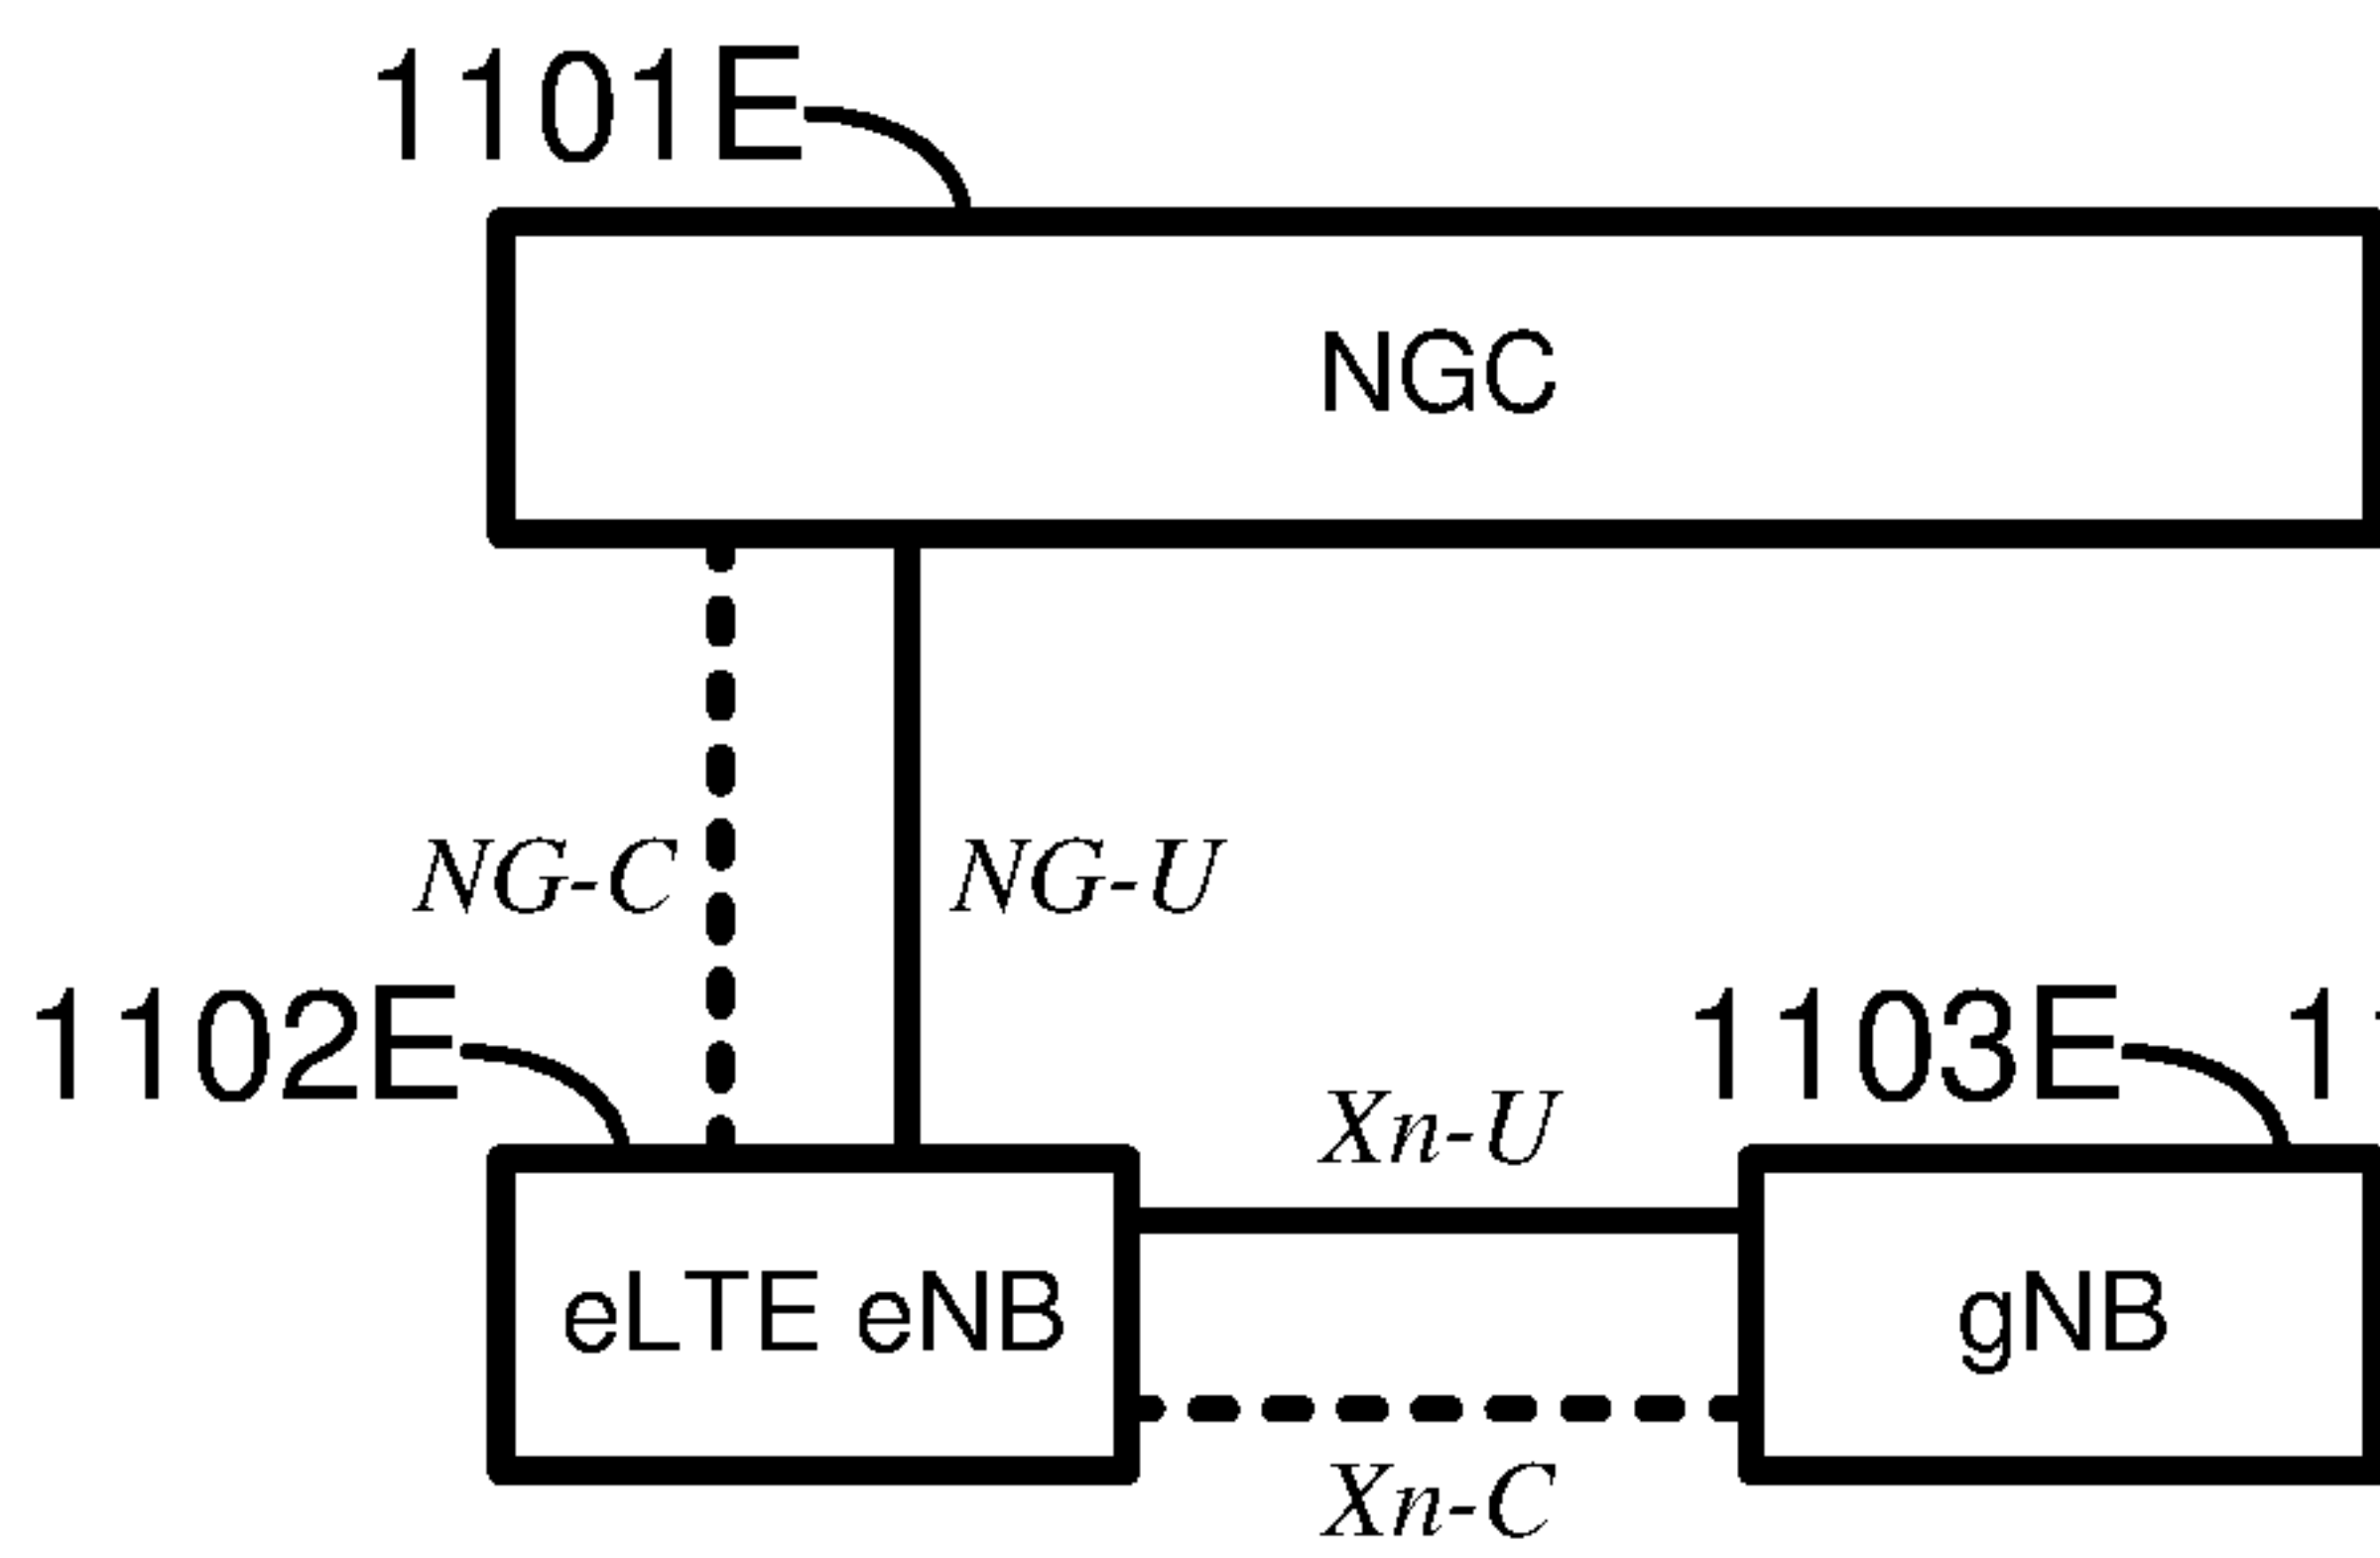 1101E
NGC
NG-C
NG-U
1102E
1103E
Xn-U
eLTE eNB
gNB
Xn-C